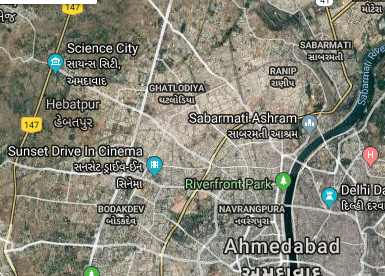 147
41
મોટેરા
Science City
સાયન્સ સિટી,
અમદાવાદ
SABARMATI
સાબરમતી
RANIP
રાણીપ
Sabarmati River
GHATLODIYA
ઘાટલોડિયા
Hebatpur
હેબતપુર
Sabarmati Ashram
સાબરમતી આશ્રમ
147
Sunset Drive In Cinema
સનસેટ ડ્રાઈવ-ઈન
સિનેમા
Riverfront Park
Delhi Da
દિલ્હી દરવ
BODAKDEV
બોડકદેવ
NAVRANGPURA
નવરંગપુરા
Ahmedabad
અમદાવાદ